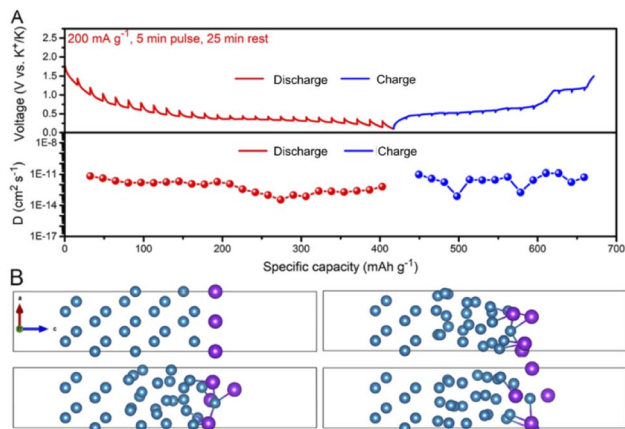 A
200 mA g⁻¹, 5 min pulse, 25 min rest
Voltage (V vs. K⁺/K)
2.5
2.0
1.5
1.0
0.5
0.0
Discharge
Charge
D (cm² s⁻¹)
1E-8
1E-11
1E-14
1E-17
Discharge
Charge
0
100
200
300
400
500
600
700
Specific capacity (mAh g⁻¹)
B
a
c